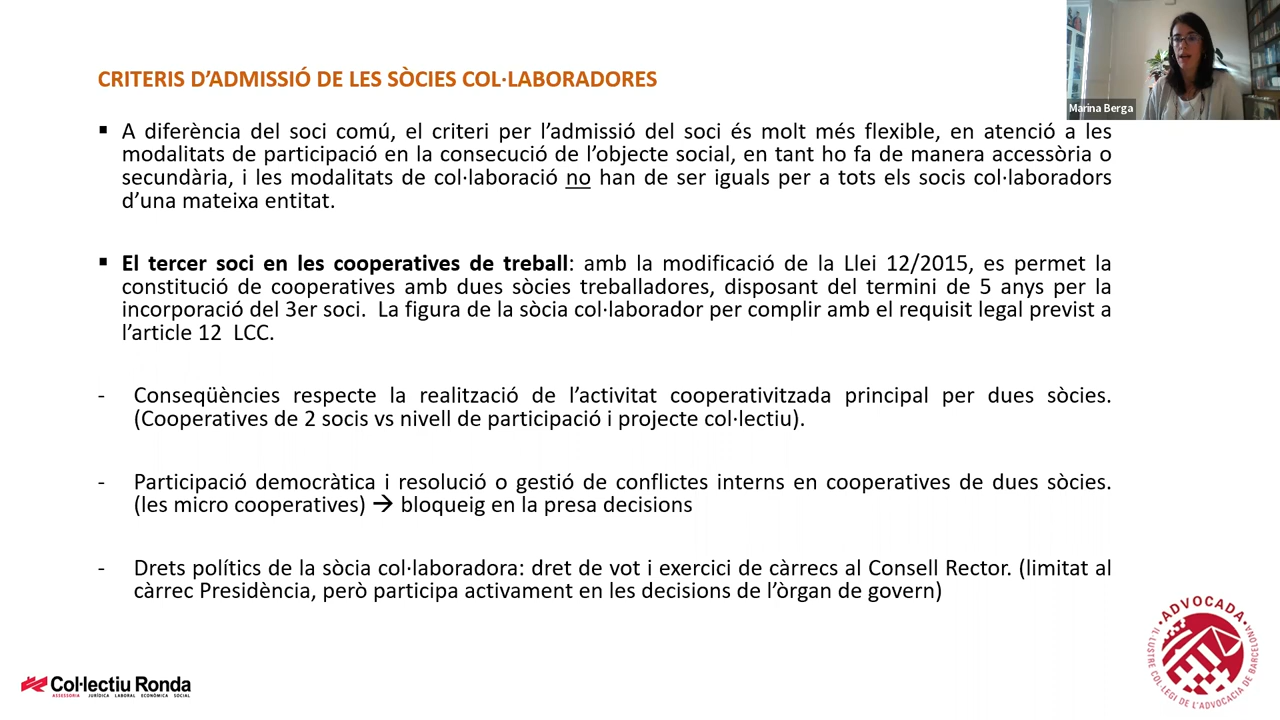 CRITERIS D'ADMISSIÓ DE LES SÒCIES COL·LABORADORES
Marina Berga
▪ A diferència del soci comú, el criteri per l'admissió del soci és molt més flexible, en atenció a les
modalitats de participació en la consecució de l'objecte social, en tant ho fa de manera accessòria o
secundària, i les modalitats de col·laboració no han de ser iguals per a tots els socis col·laboradors
d'una mateixa entitat.
▪ El tercer soci en les cooperatives de treball: amb la modificació de la Llei 12/2015, es permet la
constitució de cooperatives amb dues sòcies treballadores, disposant del termini de 5 anys per la
incorporació del 3er soci. La figura de la sòcia col·laborador per complir amb el requisit legal previst a
l'article 12 LCC.
- Conseqüències respecte la realització de l'activitat cooperativitzada principal per dues sòcies.
(Cooperatives de 2 socis vs nivell de participació i projecte col·lectiu).
- Participació democràtica i resolució o gestió de conflictes interns en cooperatives de dues sòcies.
(les micro cooperatives) → bloqueig en la presa decisions
- Drets polítics de la sòcia col·laboradora: dret de vot i exercici de càrrecs al Consell Rector. (limitat al
càrrec Presidència, però participa activament en les decisions de l'òrgan de govern)
Col·lectiu Ronda
ASSESSORIA JURÍDICA LABORAL ECONÒMICA SOCIAL
·ADVOCADA·
IL·LUSTRE COL·LEGI DE L'ADVOCACIA DE BARCELONA